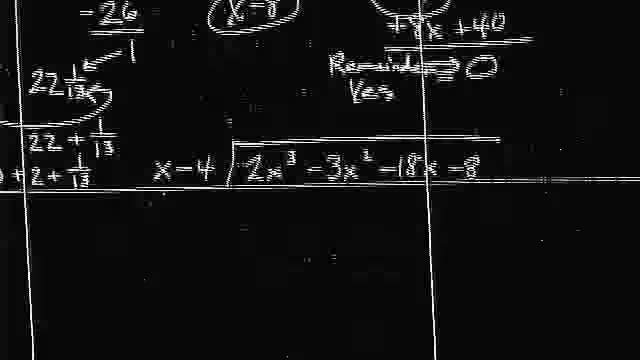 -26
1
22 1/13
22 + 1/13
+ 2 + 1/13
x-8
+8x +40
Remainder = 0
Yes
x-4 2x³ -3x² -18x -8